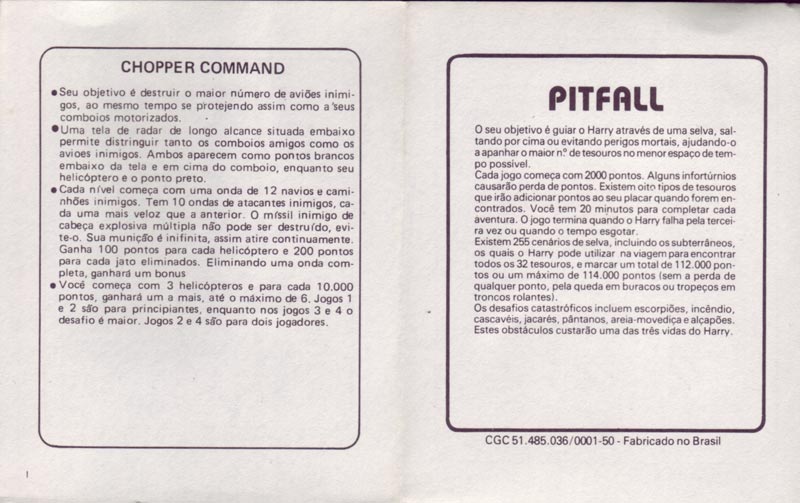 CHOPPER COMMAND
●Seu objetivo é destruir o maior número de aviões inimi-
gos, ao mesmo tempo se protejendo assim como a seus
comboios motorizados.
●Uma tela de radar de longo alcance situada embaixo
permite distringuir tanto os comboios amigos como os
avioes inimigos. Ambos aparecem como pontos brancos
embaixo da tela e em cima do comboio, enquanto seu
helicóptero e o ponto preto.
●Cada nível começa com uma onda de 12 navios e cami-
nhões inimigos. Tem 10 ondas de atacantes inimigos, ca-
da uma mais veloz que a anterior. O míssil inimigo de
cabeça explosiva múltipla não pode ser destruído, evi-
te-o. Sua munição é inifinita, assim atire continuamente.
Ganha 100 pontos para cada helicóptero e 200 pontos
para cada jato eliminados. Eliminando uma onda com-
pleta, ganhará um bonus
●Você começa com 3 helicópteros e para cada 10.000
pontos, ganhará um a mais, até o máximo de 6. Jogos 1
e 2 são para principiantes, enquanto nos jogos 3 e 4 o
desafio é maior. Jogos 2 e 4 são para dois jogadores.
I
PITFALL
O seu objetivo é guiar o Harry através de uma selva, sal-
tando por cima ou evitando perigos mortais, ajudando-o
a apanhar o maior n.º de tesouros no menor espaço de tem-
po possível.
Cada jogo começa com 2000 pontos. Alguns infortúrnios
causarão perda de pontos. Existem oito tipos de tesouros
que irão adicionar pontos ao seu placar quando forem en-
contrados. Você tem 20 minutos para completar cada
aventura. O jogo termina quando o Harry falha pela tercei-
ra vez ou quando o tempo esgotar.
Existem 255 cenários de selva, incluindo os subterrâneos,
os quais o Harry pode utilizar na viagem para encontrar
todos os 32 tesouros, e marcar um total de 112.000 pon-
tos ou um máximo de 114.000 pontos (sem a perda de
qualquer ponto, pela queda em buracos ou tropeços em
troncos rolantes).
Os desafios catastróficos incluem escorpiões, incêndio,
cascavéis, jacarés, pântanos, areia-movediça e alçapões.
Estes obstáculos custarão uma das três vidas do Harry.
CGC 51.485.036/0001-50 - Fabricado no Brasil